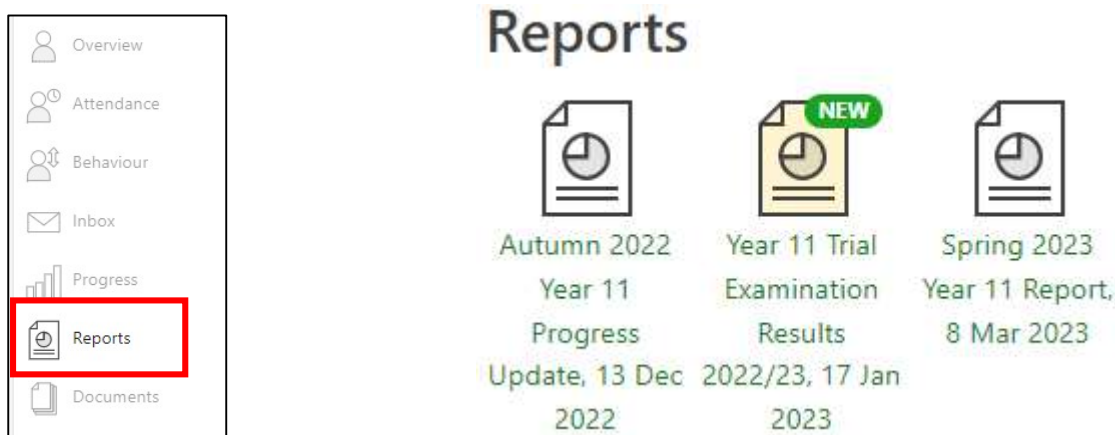 Overview
Attendance
Behaviour
Inbox
Progress
Reports
Documents
Reports
NEW
Autumn 2022
Year 11
Progress
Update, 13 Dec
2022
Year 11 Trial
Examination
Results
2022/23, 17 Jan
2023
Spring 2023
Year 11 Report,
8 Mar 2023